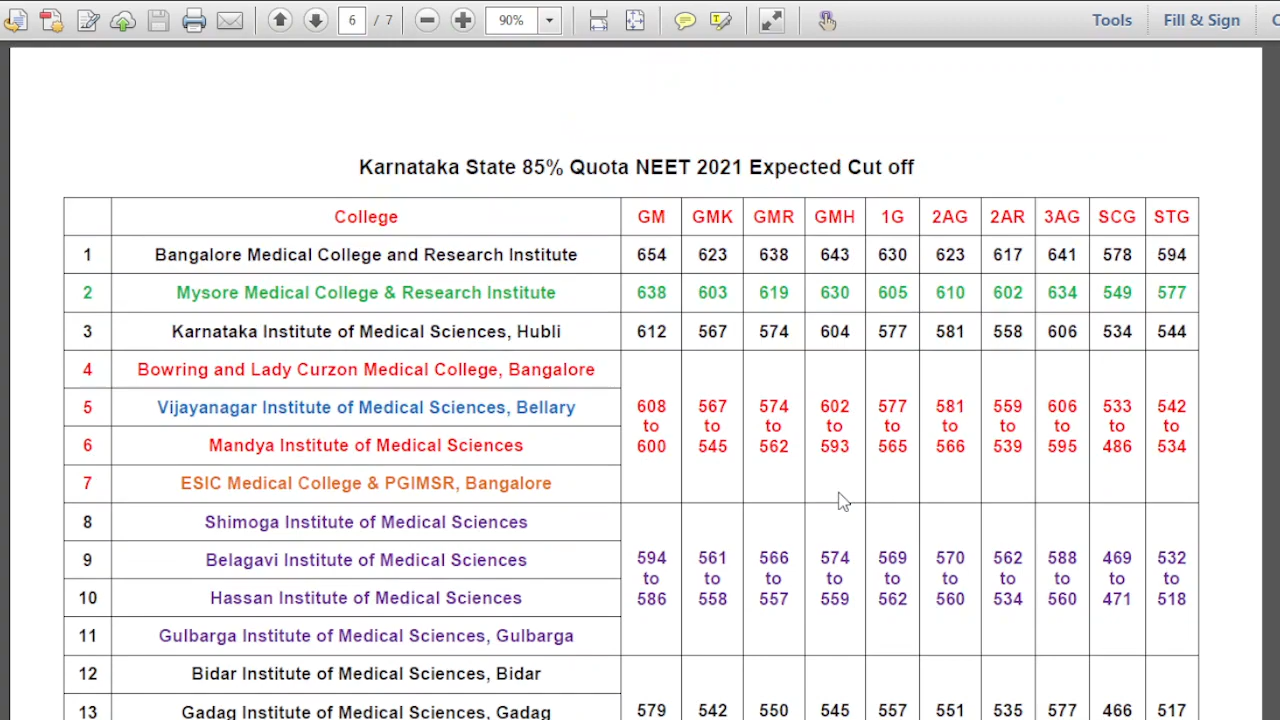 6 / 7 90% Tools Fill & Sign
Karnataka State 85% Quota NEET 2021 Expected Cut off
College GM GMK GMR GMH 1G 2AG 2AR 3AG SCG STG
1 Bangalore Medical College and Research Institute 654 623 638 643 630 623 617 641 578 594
2 Mysore Medical College & Research Institute 638 603 619 630 605 610 602 634 549 577
3 Karnataka Institute of Medical Sciences, Hubli 612 567 574 604 577 581 558 606 534 544
4 Bowring and Lady Curzon Medical College, Bangalore
5 Vijayanagar Institute of Medical Sciences, Bellary 608 567 574 602 577 581 559 606 533 542
to to to to to to to to to to
6 Mandya Institute of Medical Sciences 600 545 562 593 565 566 539 595 486 534
7 ESIC Medical College & PGIMSR, Bangalore
8 Shimoga Institute of Medical Sciences
9 Belagavi Institute of Medical Sciences 594 561 566 574 569 570 562 588 469 532
to to to to to to to to to to
10 Hassan Institute of Medical Sciences 586 558 557 559 562 560 534 560 471 518
11 Gulbarga Institute of Medical Sciences, Gulbarga
12 Bidar Institute of Medical Sciences, Bidar
13 Gadag Institute of Medical Sciences, Gadag 579 542 550 545 557 551 535 577 466 517